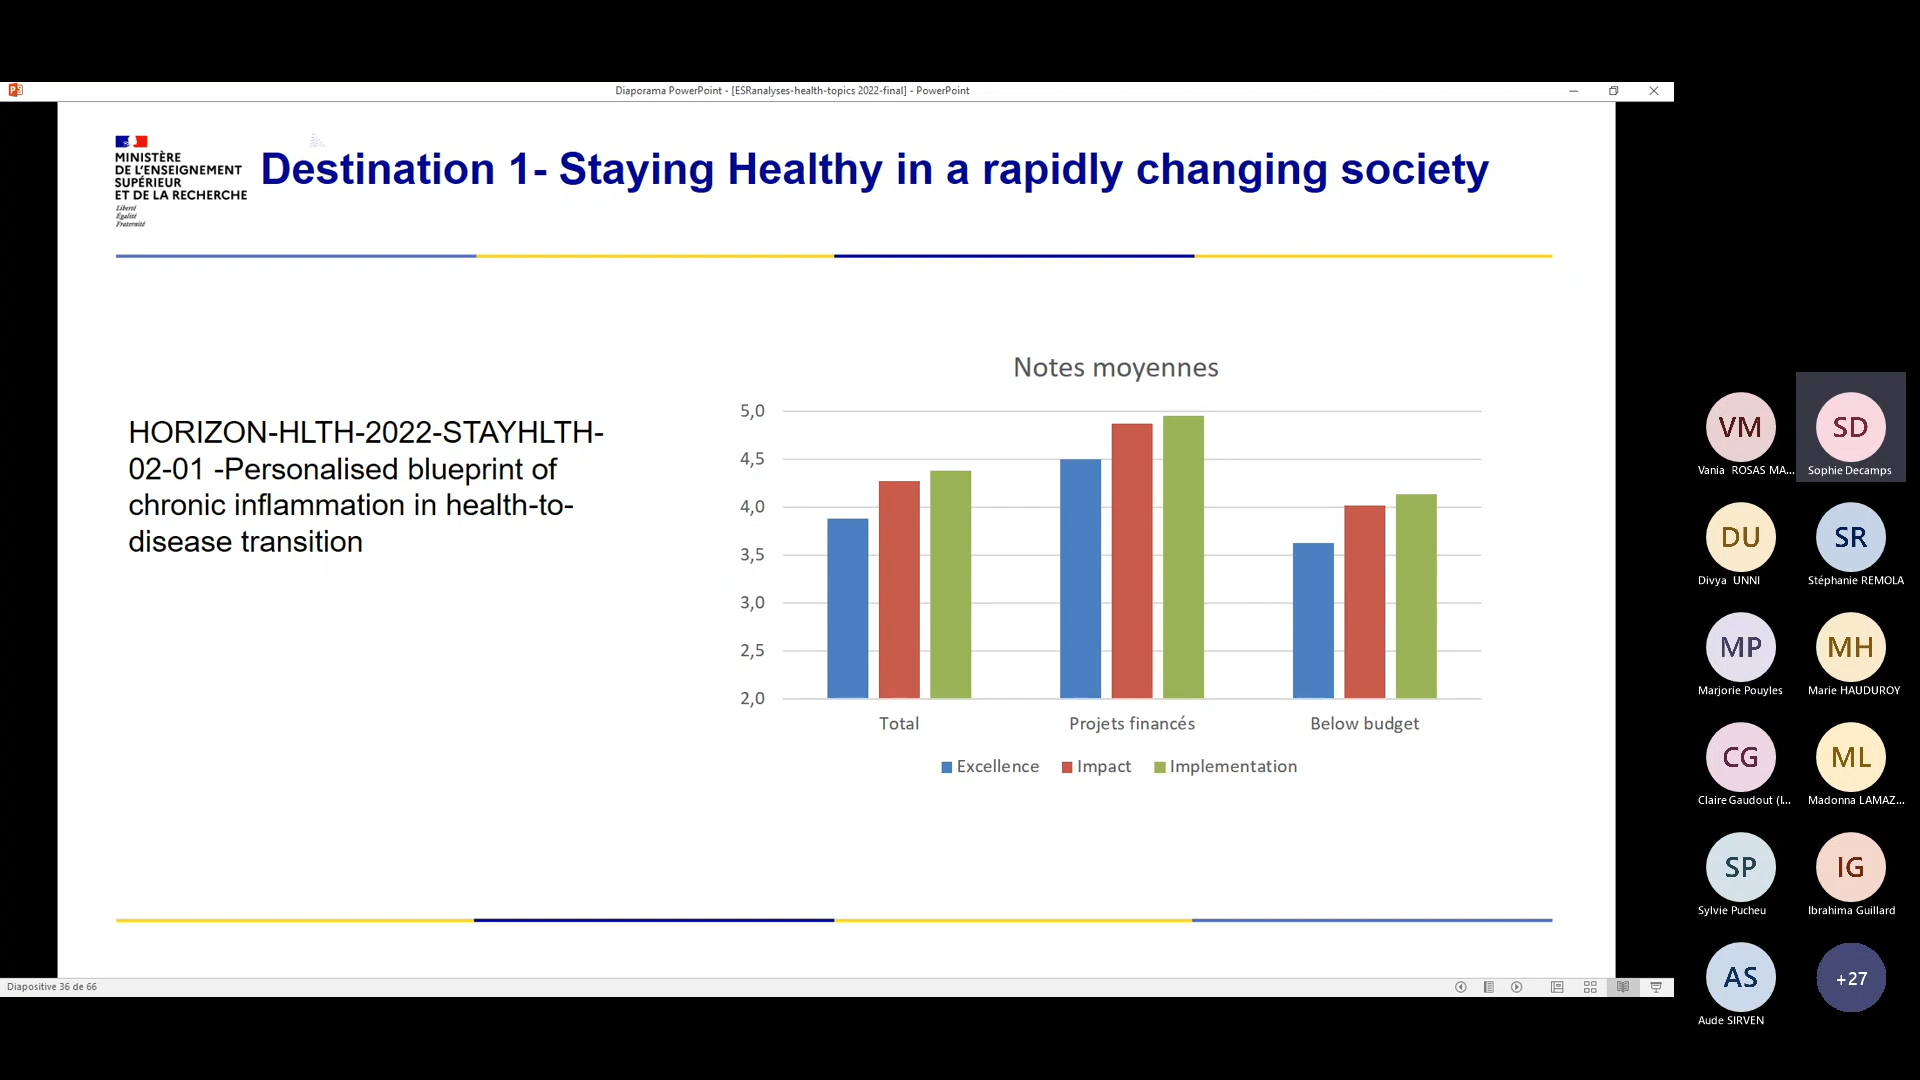 Diaporama PowerPoint - [ESRanalyses-health-topics 2022-final] - PowerPoint
MINISTÈRE
DE L'ENSEIGNEMENT
SUPÉRIEUR
ET DE LA RECHERCHE
Liberté
Égalité
Fraternité
Destination 1- Staying Healthy in a rapidly changing society
HORIZON-HLTH-2022-STAYHLTH-
02-01 -Personalised blueprint of
chronic inflammation in health-to-
disease transition
Notes moyennes
5,0
4,5
4,0
3,5
3,0
2,5
2,0
Total Projets financés Below budget
Excellence Impact Implementation
Diapositive 36 de 66
VM SD
Vania ROSAS MA... Sophie Decamps
DU SR
Divya UNNI Stéphanie REMOLA
MP MH
Marjorie Pouyles Marie HAUDUROY
CG ML
Claire Gaudout (I... Madonna LAMAZ...
SP IG
Sylvie Pucheu Ibrahima Guillard
AS +27
Aude SIRVEN